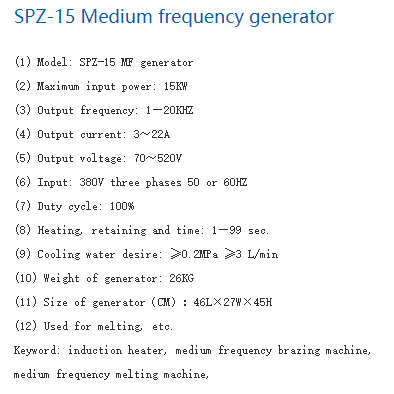 SPZ-15 Medium frequency generator
(1) Model: SPZ-15 MF generator
(2) Maximum input power: 15KW
(3) Output frequency: 1—20KHZ
(4) Output current: 3～22A
(5) Output voltage: 70～520V
(6) Input: 380V three phases 50 or 60HZ
(7) Duty cycle: 100%
(8) Heating, retaining and time: 1—99 sec.
(9) Cooling water desire: ≥0.2MPa ≥3 L/min
(10) Weight of generator: 26KG
(11) Size of generator (CM) : 46L×27W×45H
(12) Used for melting, etc.
Keyword: induction heater, medium frequency brazing machine,
medium frequency melting machine,